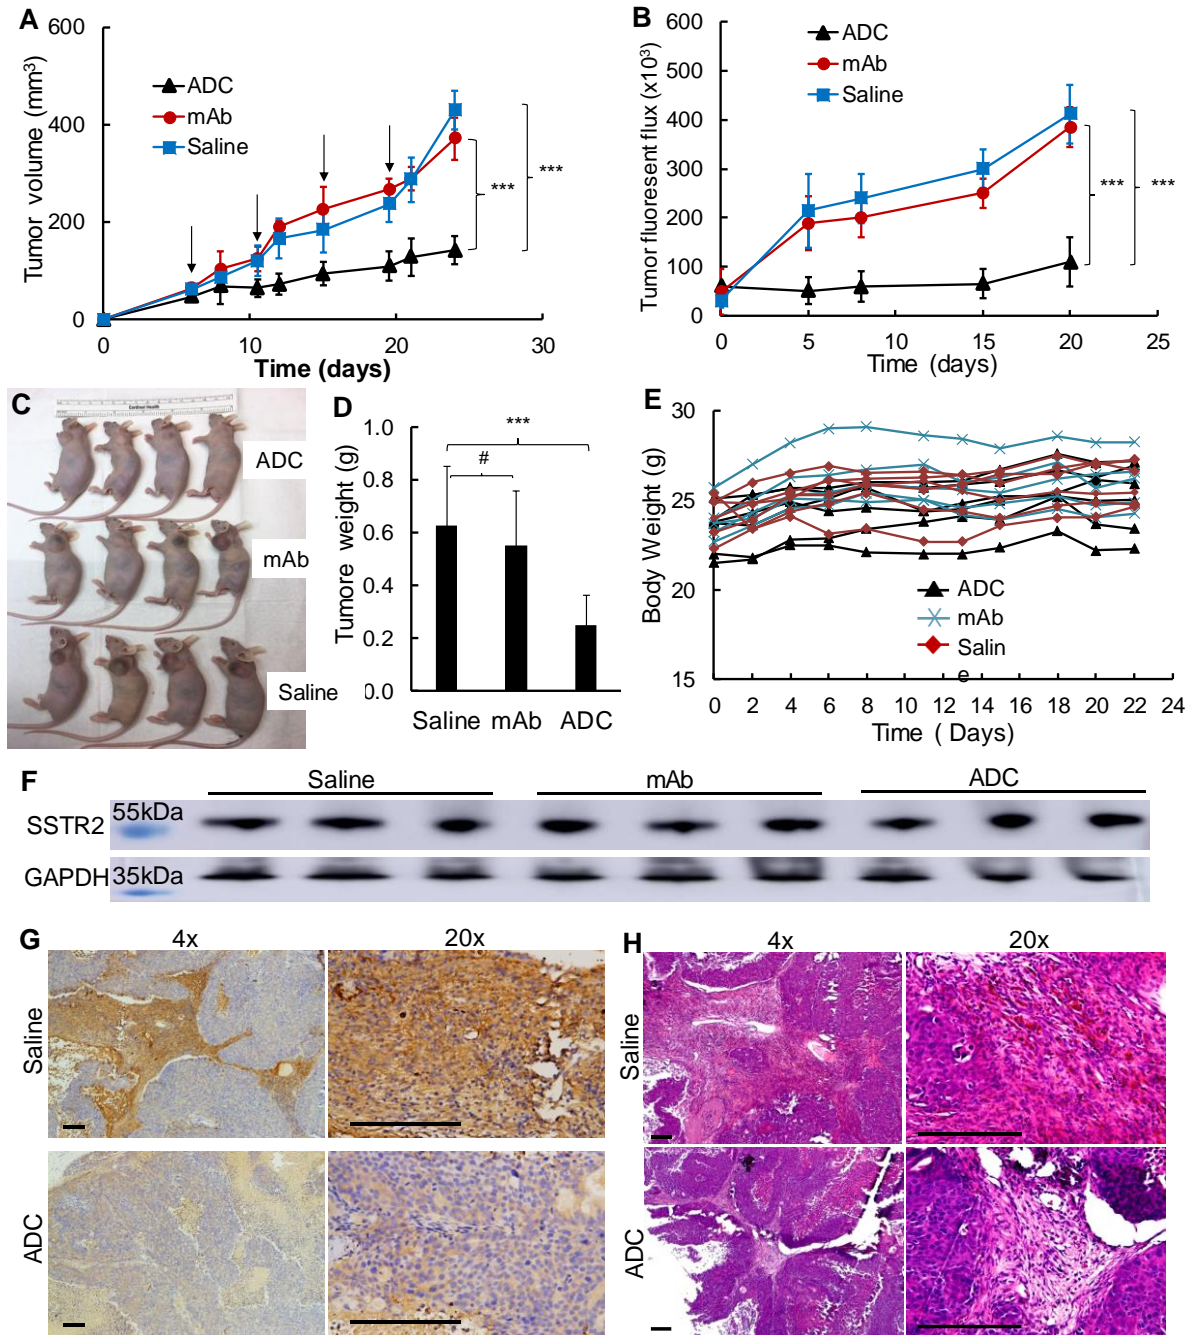 A
600
400
200
0
Tumor volume (mm³)
ADC
mAb
Saline
***
***
0
10
20
30
Time (days)
B
600
500
400
300
200
100
0
Tumor fluoresent flux (x10³)
ADC
mAb
Saline
***
***
0
5
10
15
20
25
Time (days)
C
Cardinal Health
ADC
mAb
Saline
D
1.0
0.8
0.6
0.4
0.2
0.0
Tumore weight (g)
***
#
Saline
mAb
ADC
E
30
25
20
15
Body Weight (g)
ADC
mAb
Salin
e
0 2 4 6 8 10 12 14 16 18 20 22 24
Time ( Days)
F
Saline
mAb
ADC
SSTR2
55kDa
GAPDH
35kDa
G
4x
20x
Saline
ADC
H
4x
20x
Saline
ADC